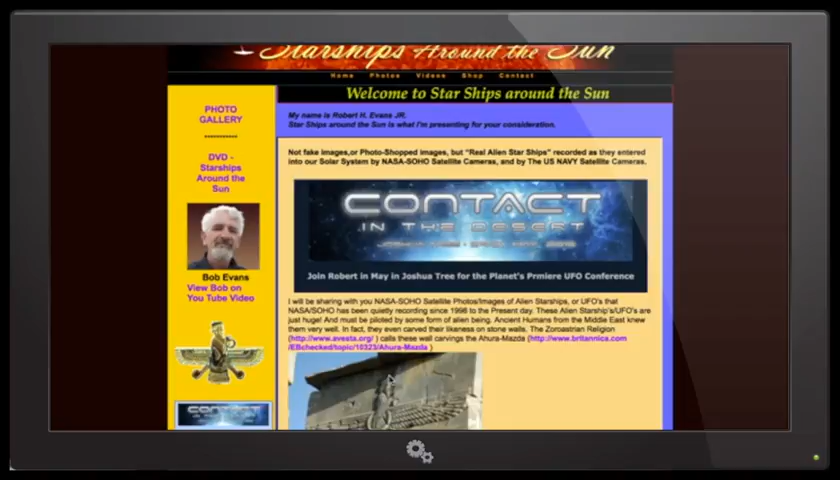 Starships Around the Sun
Home Photos Videos Shop Contact
Welcome to Star Ships around the Sun
PHOTO
GALLERY
-----------
DVD -
Starships
Around the
Sun
Bob Evans
View Bob on
You Tube Video
My name is Robert H. Evans JR.
Star Ships around the Sun is what I'm presenting for your consideration.
Not fake images,or Photo-Shopped images, but "Real Alien Star Ships" recorded as they entered
into our Solar System by NASA-SOHO Satellite Cameras, and by The US NAVY Satellite Cameras.
CONTACT
IN THE DESERT
Join Robert in May in Joshua Tree for the Planet's Prmiere UFO Conference
I will be sharing with you NASA-SOHO Satellite Photos/Images of Alien Starships, or UFO's that
NASA/SOHO has been quietly recording since 1998 to the Present day. These Alien Starship's/UFO's are
just huge! And must be piloted by some form of alien being. Ancient Humans from the Middle East knew
them very well. In fact, they even carved their likeness on stone walls. The Zoroastrian Religion
(http://www.avesta.org/ ) calls these wall carvings the Ahura-Mazda (http://www.britannica.com
/EBchecked/topic/10323/Ahura-Mazda )
CONTACT